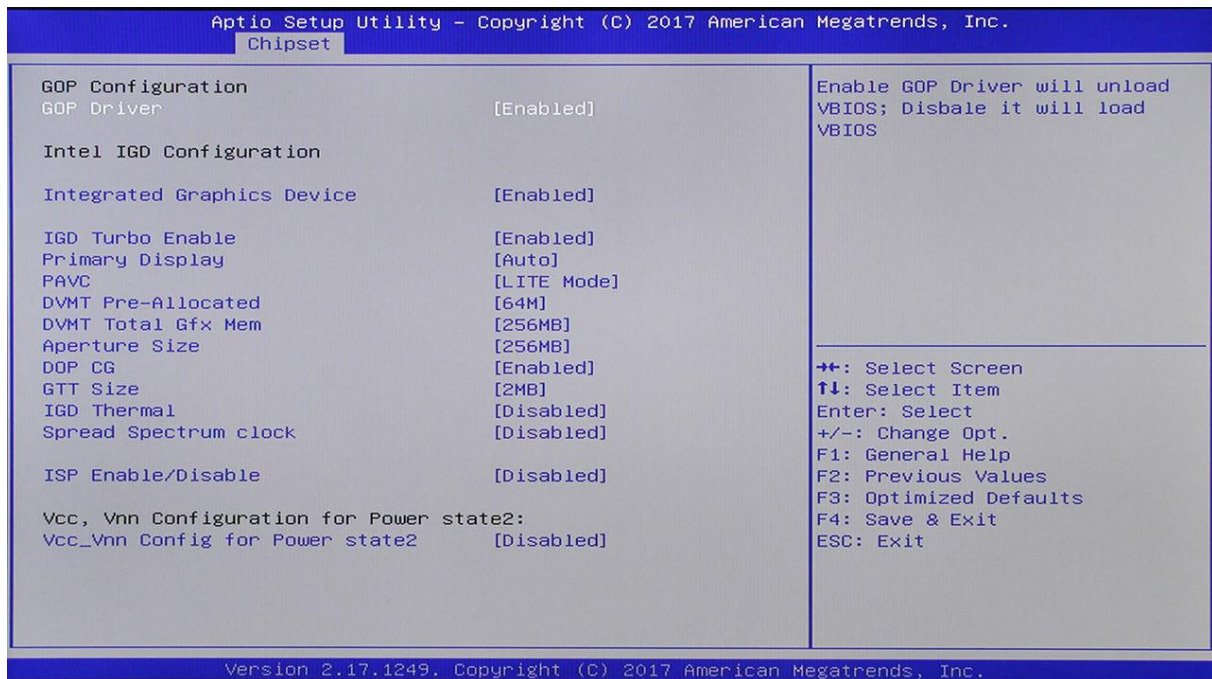 Aptio Setup Utility – Copyright (C) 2017 American Megatrends, Inc.
Chipset
GOP Configuration
GOP Driver [Enabled]
Intel IGD Configuration
Integrated Graphics Device [Enabled]
IGD Turbo Enable [Enabled]
Primary Display [Auto]
PAVC [LITE Mode]
DVMT Pre-Allocated [64M]
DVMT Total Gfx Mem [256MB]
Aperture Size [256MB]
DOP CG [Enabled]
GTT Size [2MB]
IGD Thermal [Disabled]
Spread Spectrum clock [Disabled]
ISP Enable/Disable [Disabled]
Vcc, Vnn Configuration for Power state2:
Vcc_Vnn Config for Power state2 [Disabled]
Enable GOP Driver will unload
VBIOS; Disbale it will load
VBIOS
→←: Select Screen
↑↓: Select Item
Enter: Select
+/-: Change Opt.
F1: General Help
F2: Previous Values
F3: Optimized Defaults
F4: Save & Exit
ESC: Exit
Version 2.17.1249. Copyright (C) 2017 American Megatrends, Inc.